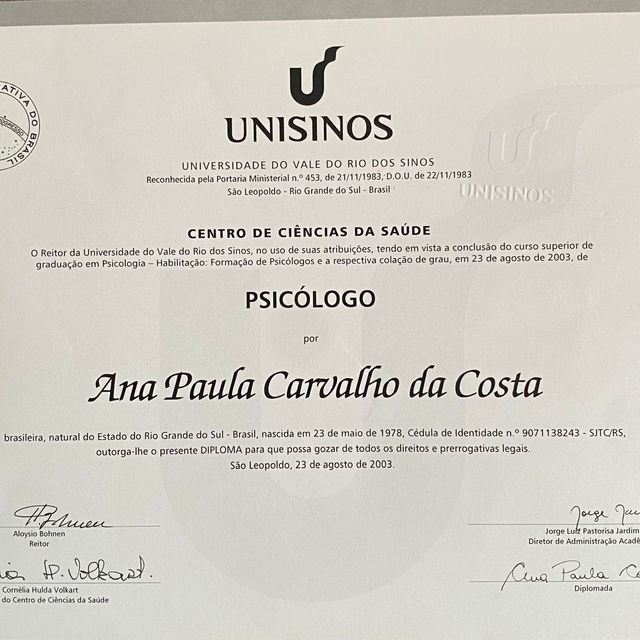 UNISINOS
UNIVERSIDADE DO VALE DO RIO DOS SINOS
Reconhecida pela Portaria Ministerial n.º 453, de 21/11/1983, D.O.U. de 22/11/1983
São Leopoldo - Rio Grande do Sul - Brasil
UNISINOS
CENTRO DE CIÊNCIAS DA SAÚDE
O Reitor da Universidade do Vale do Rio dos Sinos, no uso de suas atribuições, tendo em vista a conclusão do curso superior de
graduação em Psicologia – Habilitação: Formação de Psicólogos e a respectiva colação de grau, em 23 de agosto de 2003, de
PSICÓLOGO
por
Ana Paula Carvalho da Costa
brasileira, natural do Estado do Rio Grande do Sul - Brasil, nascida em 23 de maio de 1978, Cédula de Identidade n.º 9071138243 - SJTC/RS,
outorga-lhe o presente DIPLOMA para que possa gozar de todos os direitos e prerrogativas legais.
São Leopoldo, 23 de agosto de 2003.
Aloysio Bohnen
Reitor
Jorge
Jorge Luiz Pastorisa Jardim
Diretor de Administração Acadê
H. Volkart.
Cornélia Hulda Volkart
do Centro de Ciências da Saúde
Ana Paula
Diplomada
DO BRASIL